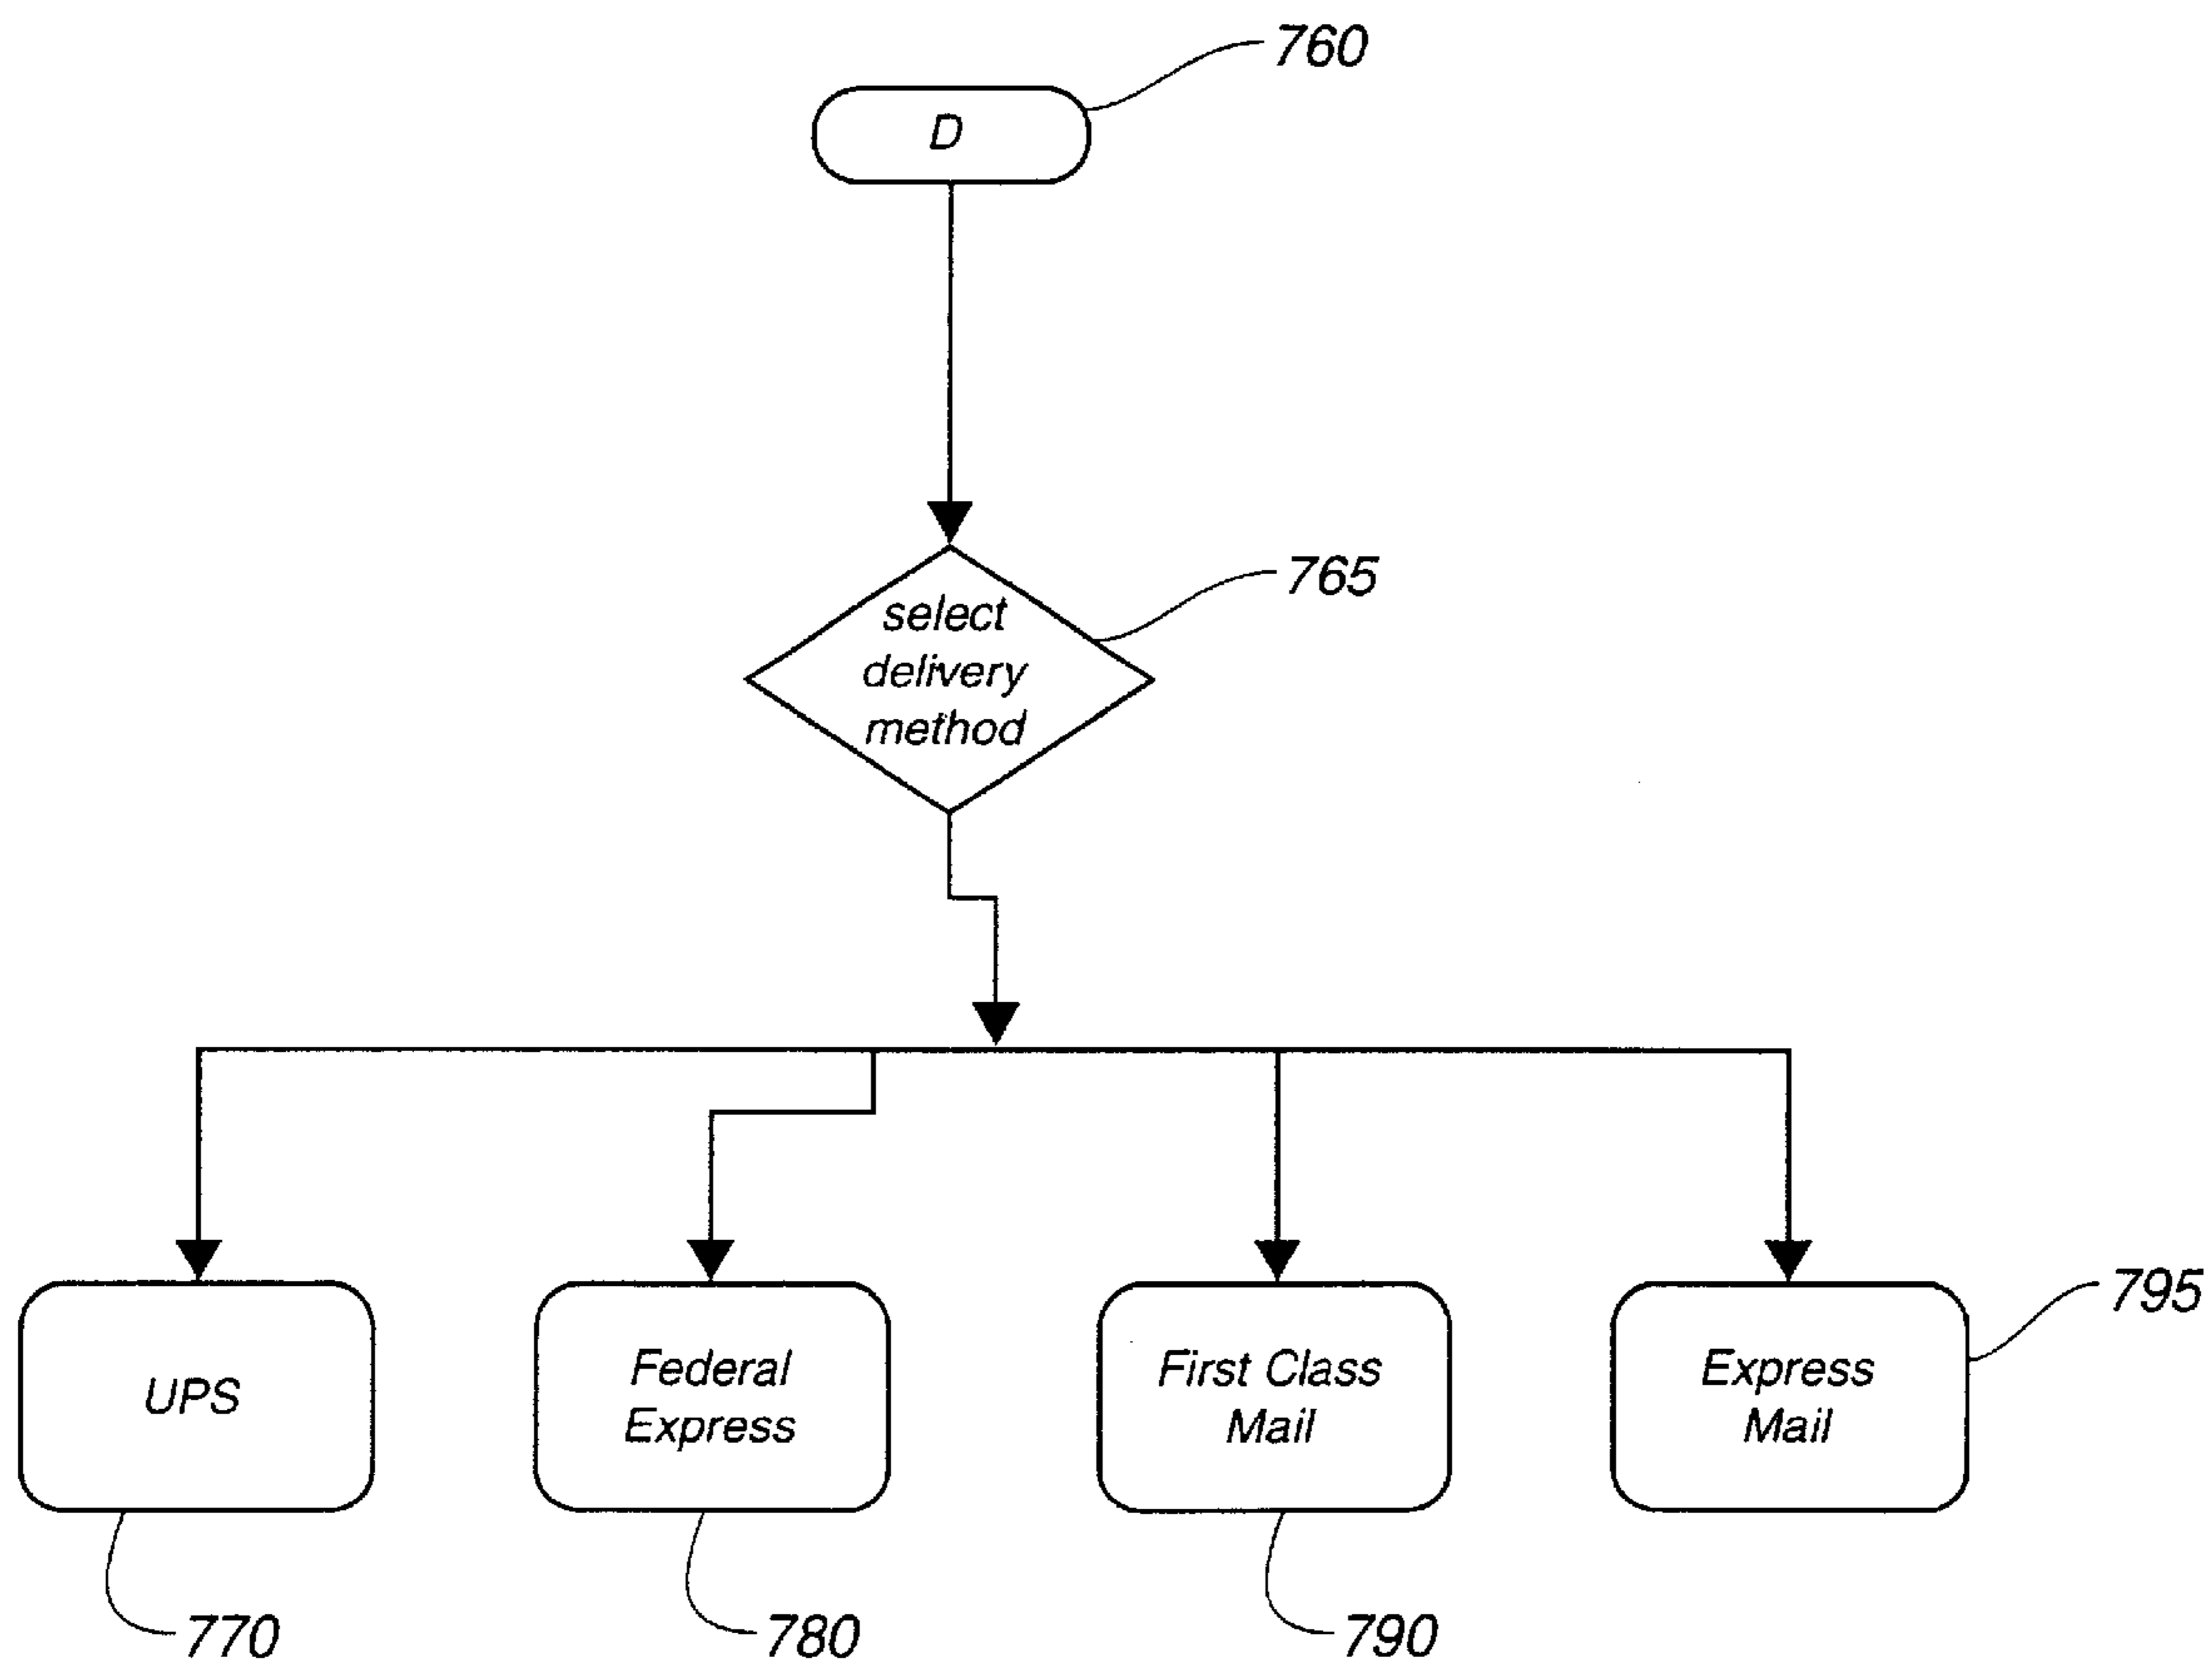 760
D
765
select
delivery
method
795
UPS
Federal
Express
First Class
Mail
Express
Mail
770
780
790